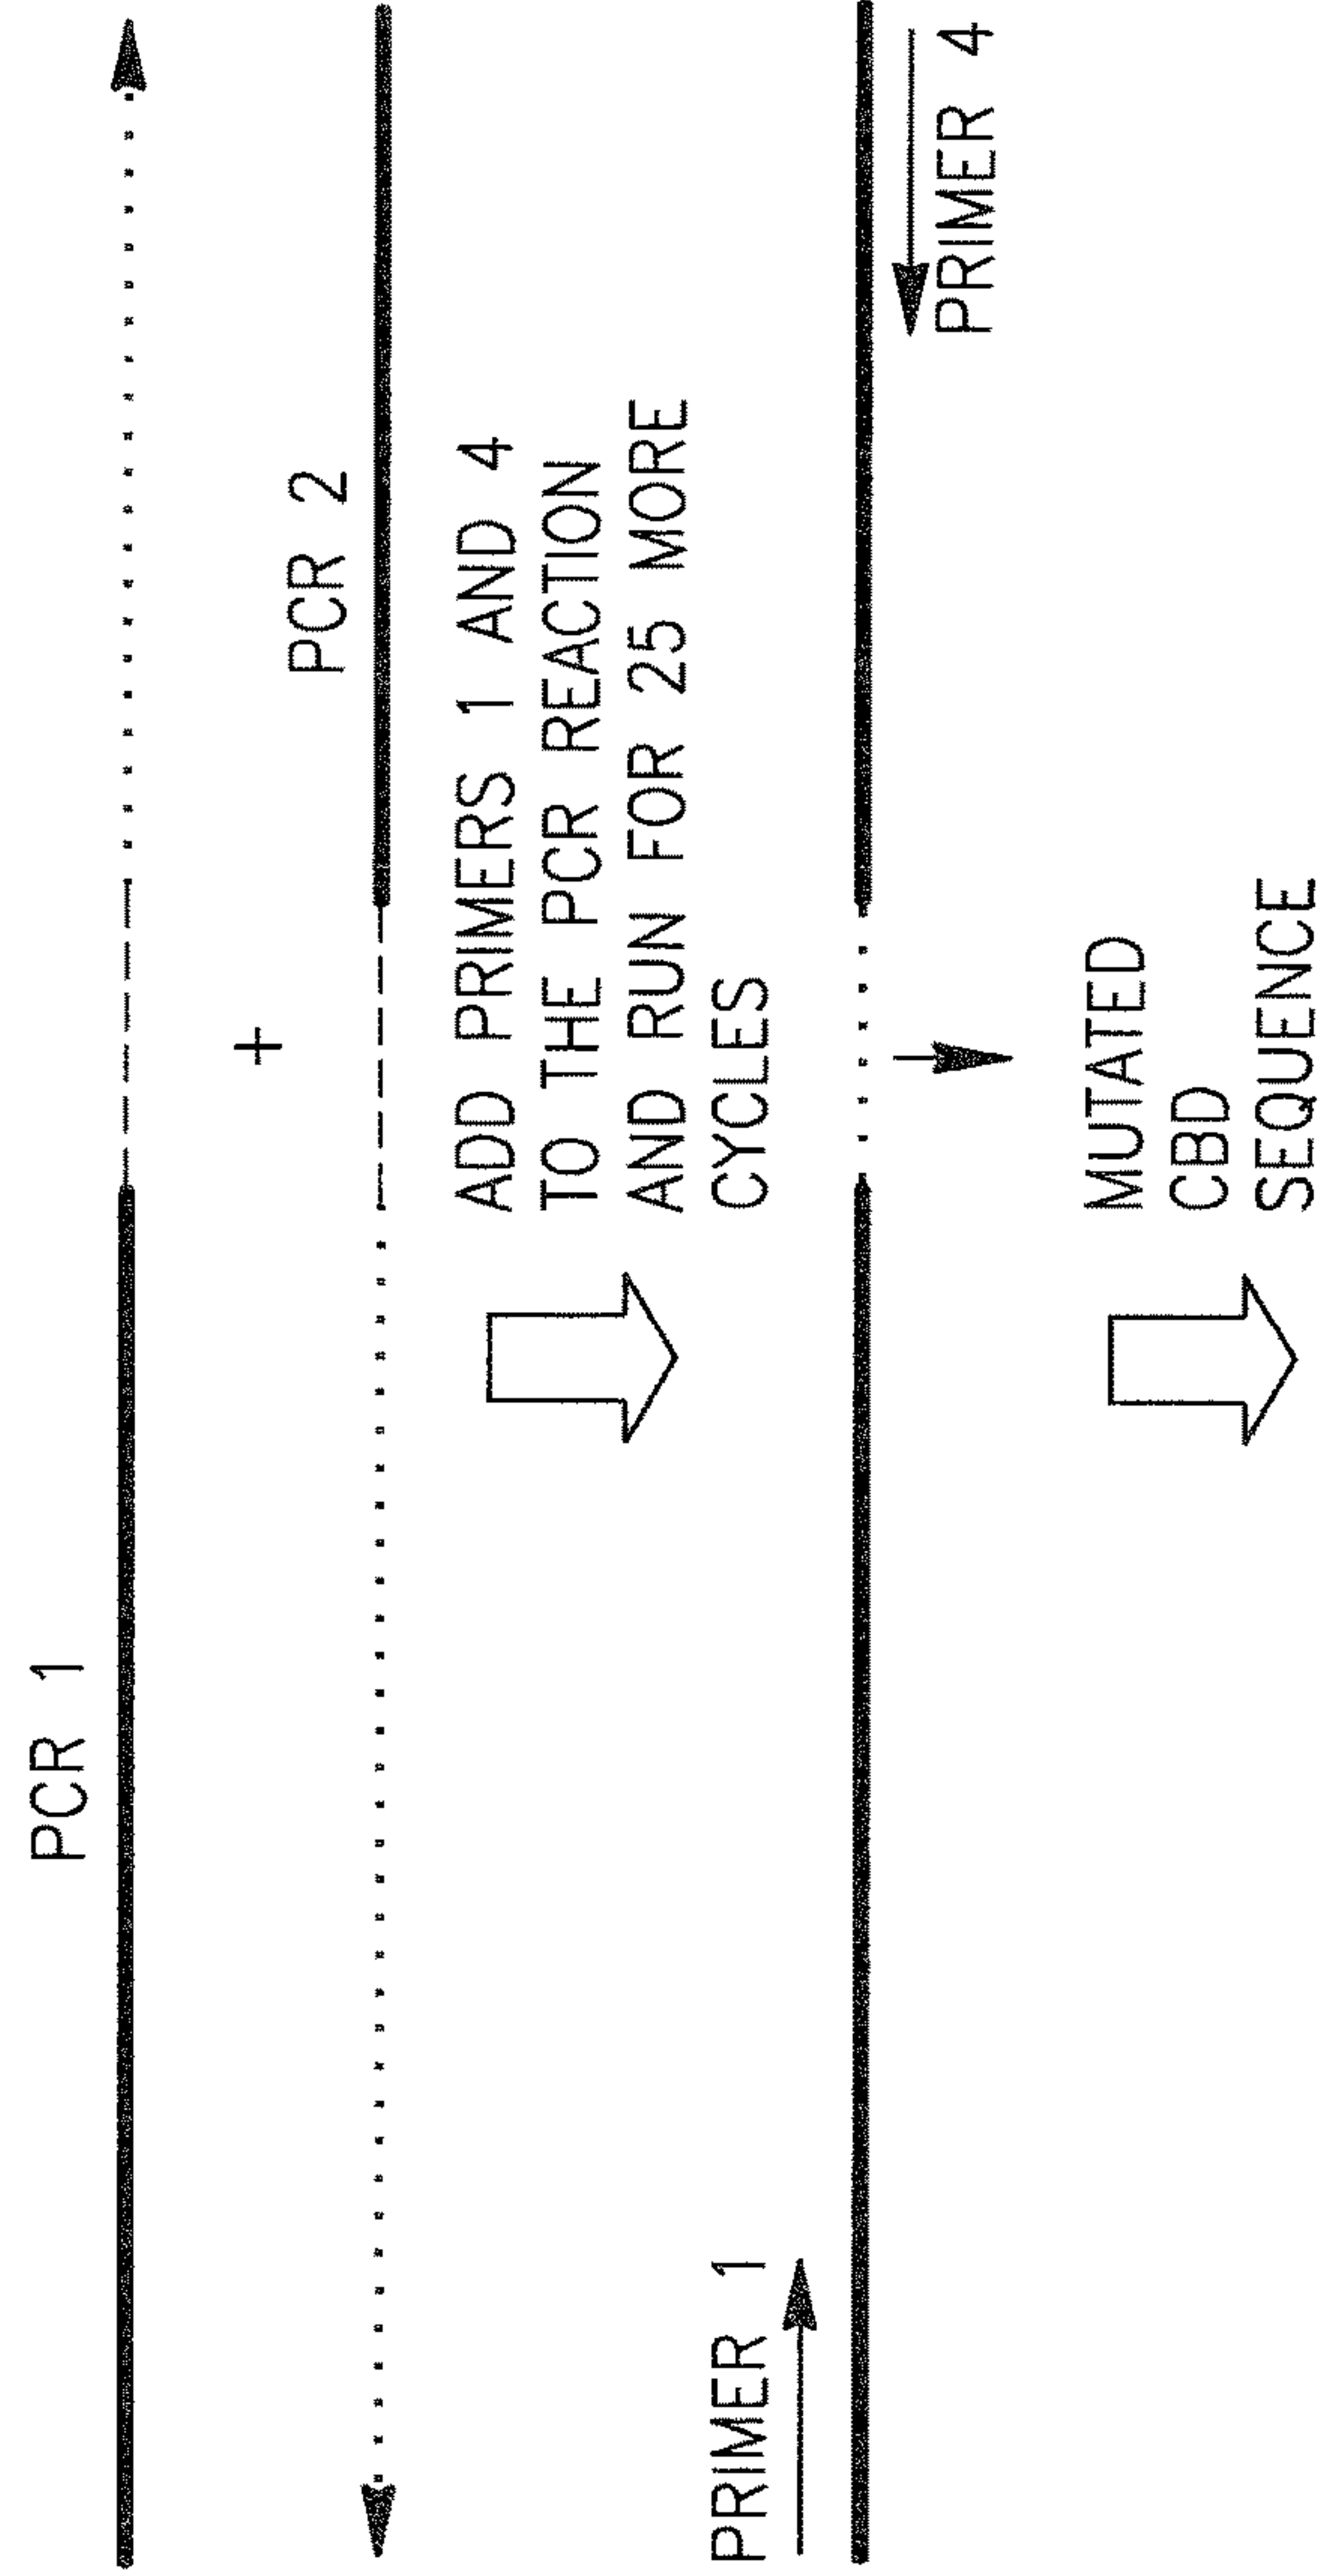 PCR 1
+
PCR 2
ADD PRIMERS 1 AND 4
TO THE PCR REACTION
AND RUN FOR 25 MORE
CYCLES
PRIMER 1
PRIMER 4
MUTATED
CBD
SEQUENCE